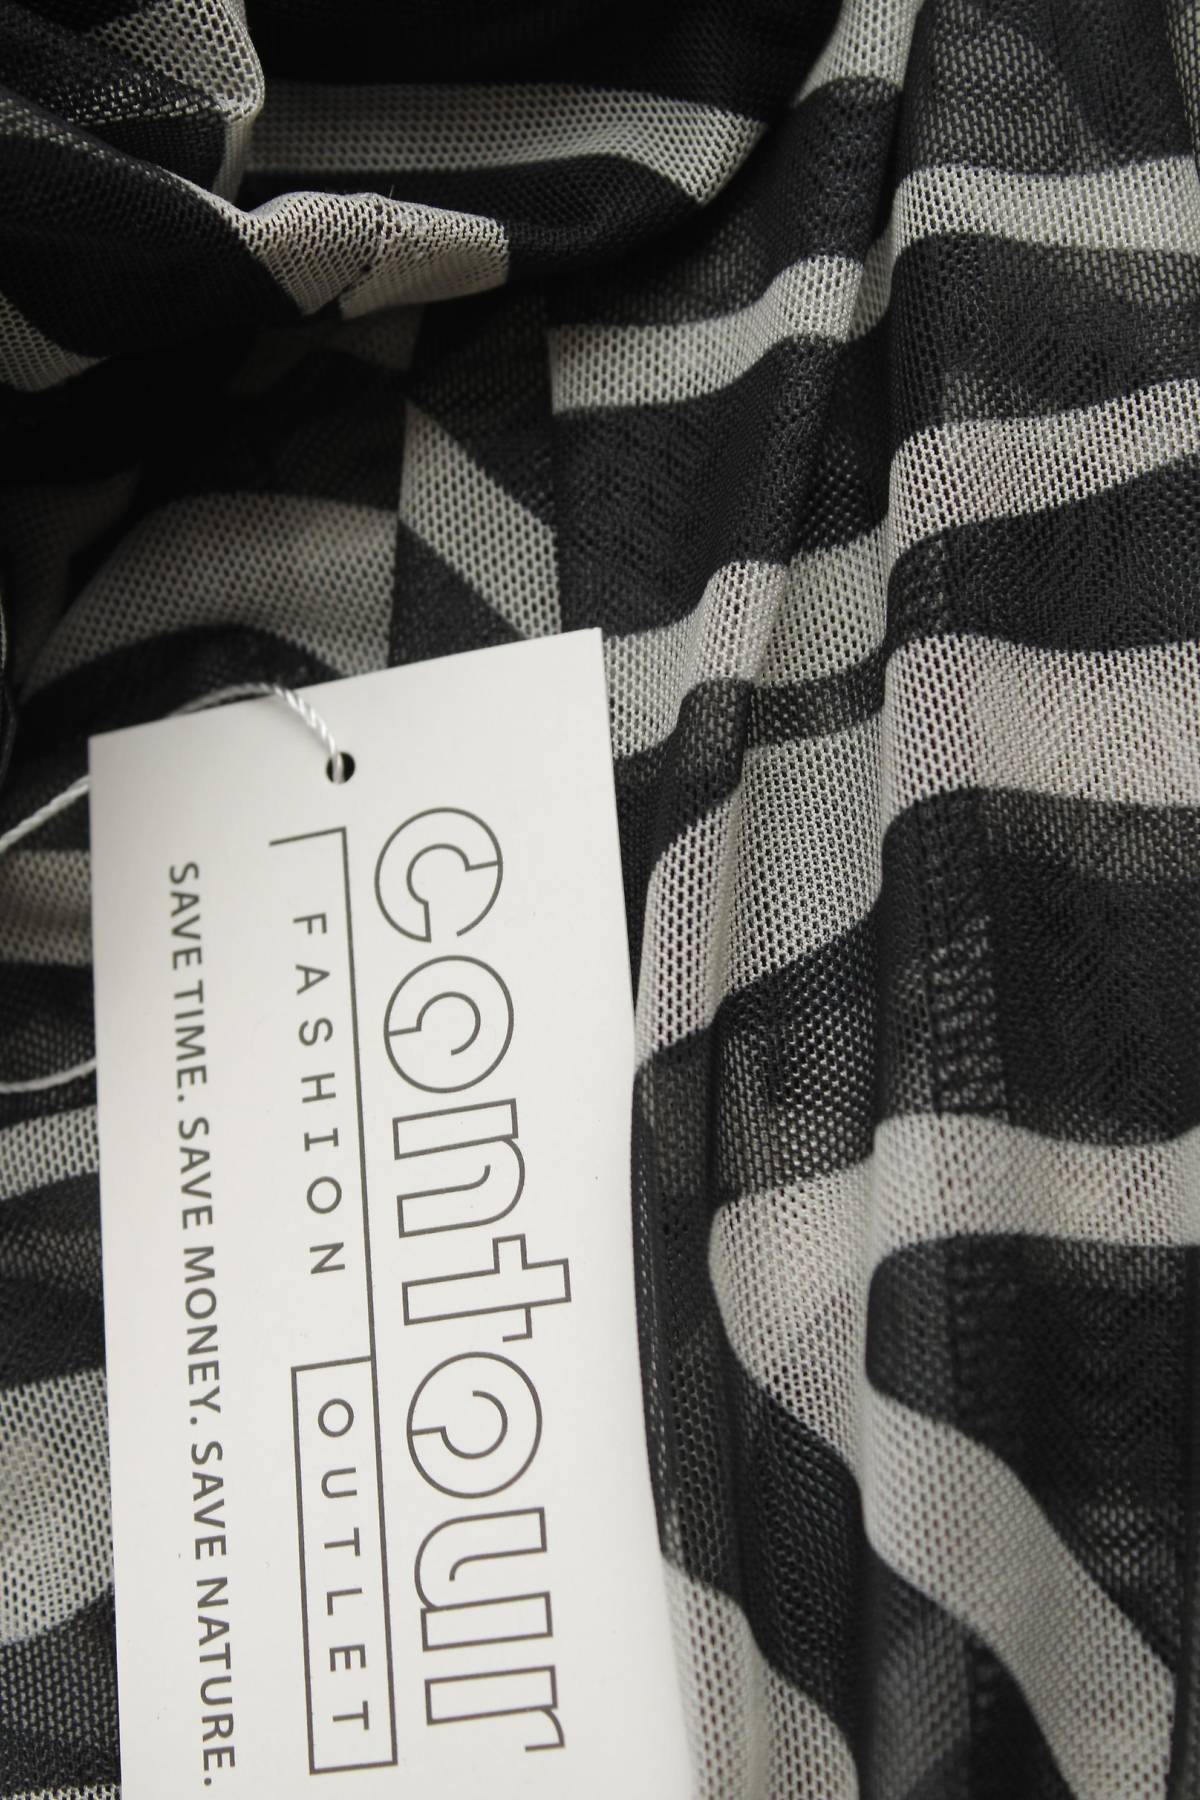 contour
FASHION OUTLET
SAVE TIME. SAVE MONEY. SAVE NATURE.